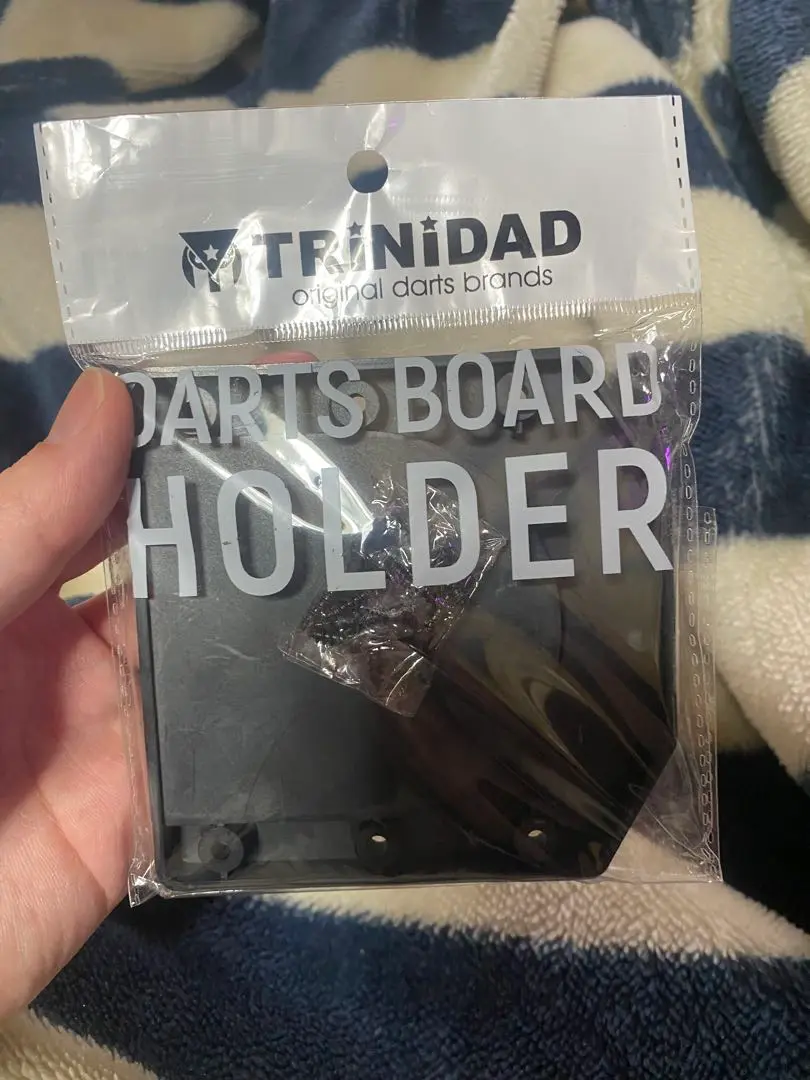 TRiNiDAD
original darts brands
DARTS BOARD
HOLDER